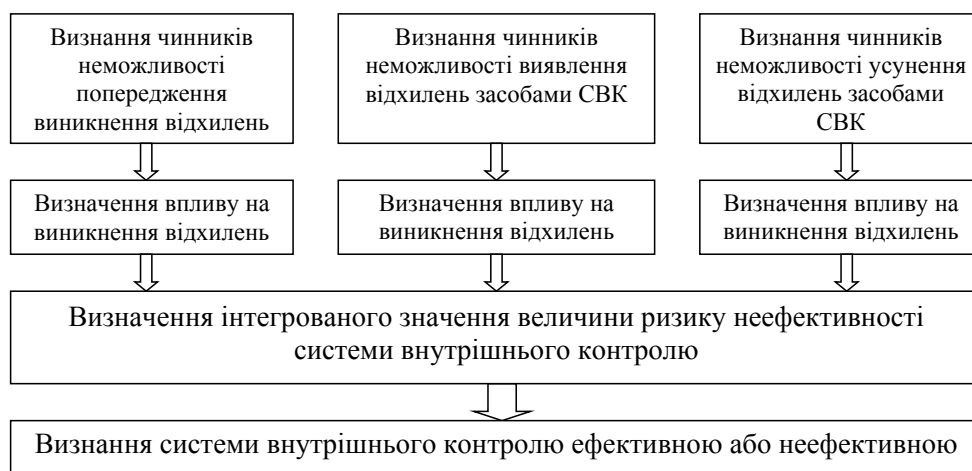 Визнання чинників
неможливості
попередження
виникнення відхилень
Визнання чинників
неможливості виявлення
відхилень засобами СВК
Визнання чинників
неможливості усунення
відхилень засобами
СВК
Визначення впливу на
виникнення відхилень
Визначення впливу на
виникнення відхилень
Визначення впливу на
виникнення відхилень
Визначення інтегрованого значення величини ризику неефективності
системи внутрішнього контролю
Визнання системи внутрішнього контролю ефективною або неефективною